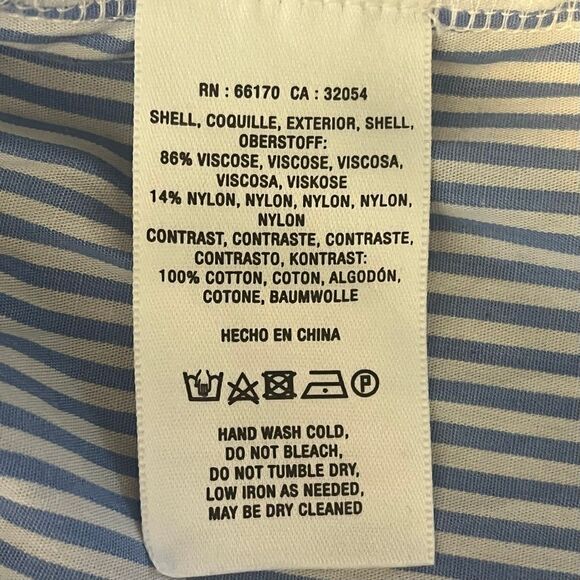 RN : 66170 CA : 32054
SHELL, COQUILLE, EXTERIOR, SHELL,
OBERSTOFF:
86% VISCOSE, VISCOSE, VISCOSA,
VISCOSA, VISKOSE
14% NYLON, NYLON, NYLON, NYLON,
NYLON
CONTRAST, CONTRASTE, CONTRASTE,
CONTRASTO, KONTRAST:
100% COTTON, COTON, ALGODÓN,
COTONE, BAUMWOLLE
HECHO EN CHINA
P
HAND WASH COLD,
DO NOT BLEACH,
DO NOT TUMBLE DRY,
LOW IRON AS NEEDED,
MAY BE DRY CLEANED